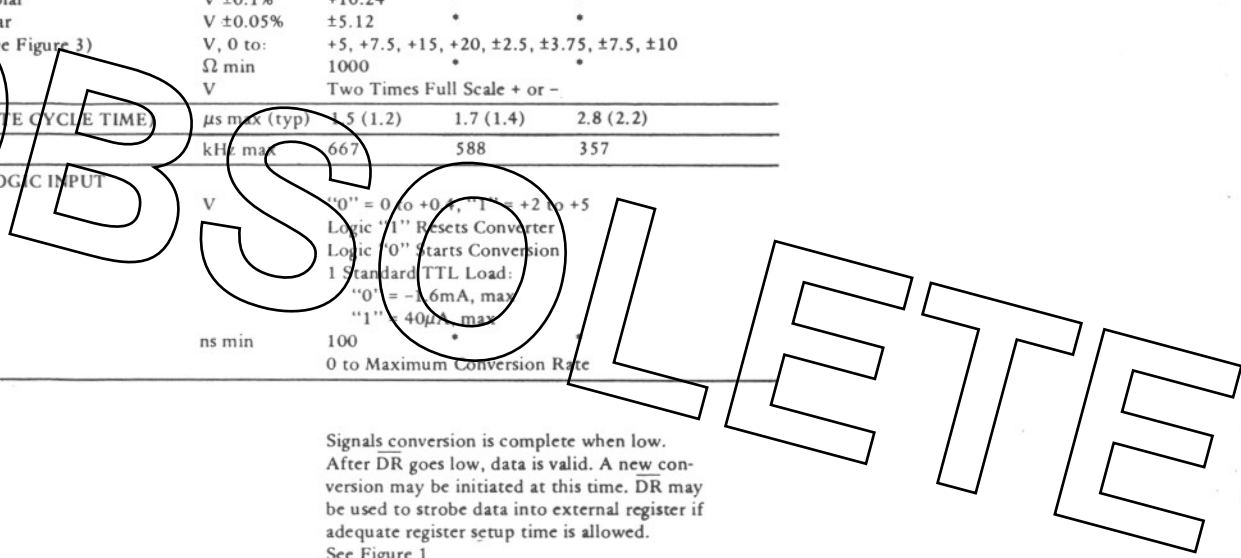 V ±0.1% +10.24
V ±0.05% ±5.12 * *
e Figure 3) V, 0 to: +5, +7.5, +15, +20, ±2.5, ±3.75, ±7.5, ±10
Ω min 1000 * *
V Two Times Full Scale + or –
TE CYCLE TIME) μs max (typ) 1.5 (1.2) 1.7 (1.4) 2.8 (2.2)
kHz max 667 588 357
OGIC INPUT
V "0" = 0 to +0.4, "1" = +2 to +5
Logic "1" Resets Converter
Logic "0" Starts Conversion
1 Standard TTL Load:
"0" = –1.6mA, max
"1" = 40μA, max
ns min 100 * *
0 to Maximum Conversion Rate
OBSOLETE
Signals conversion is complete when low.
After D̅R̅ goes low, data is valid. A new con-
version may be initiated at this time. D̅R̅ may
be used to strobe data into external register if
adequate register setup time is allowed.
See Figure 1